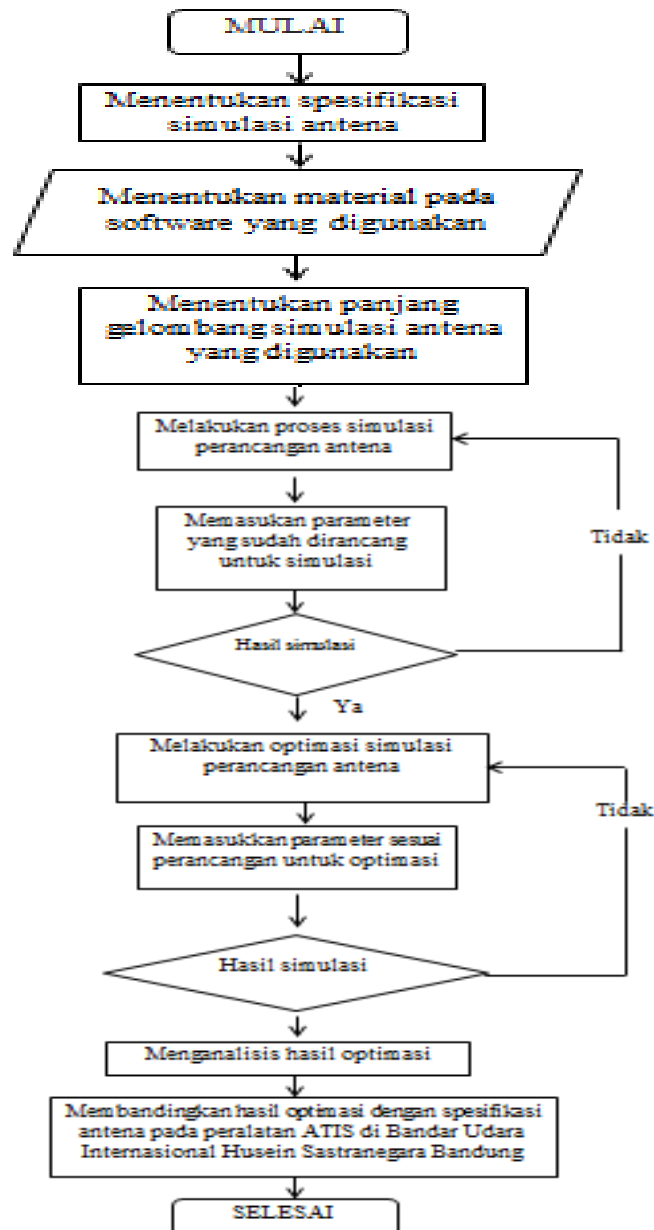 MULAI
Menentukan spesifikasi
simulasi antena
Menentukan material pada
software yang digunakan
Menentukan panjang
gelombang simulasi antena
yang digunakan
Melakukan proses simulasi
perancangan antena
Memasukan parameter
yang sudah dirancang
untuk simulasi
Tidak
Hasil simulasi
Ya
Melakukan optimasi simulasi
perancangan antena
Tidak
Memasukkan parameter sesuai
perancangan untuk optimasi
Hasil simulasi
Menganalisis hasil optimasi
Membandingkan hasil optimasi dengan spesifikasi
antena pada peralatan ATIS di Bandar Udara
Internasional Husein Sastranegara Bandung
SELESAI